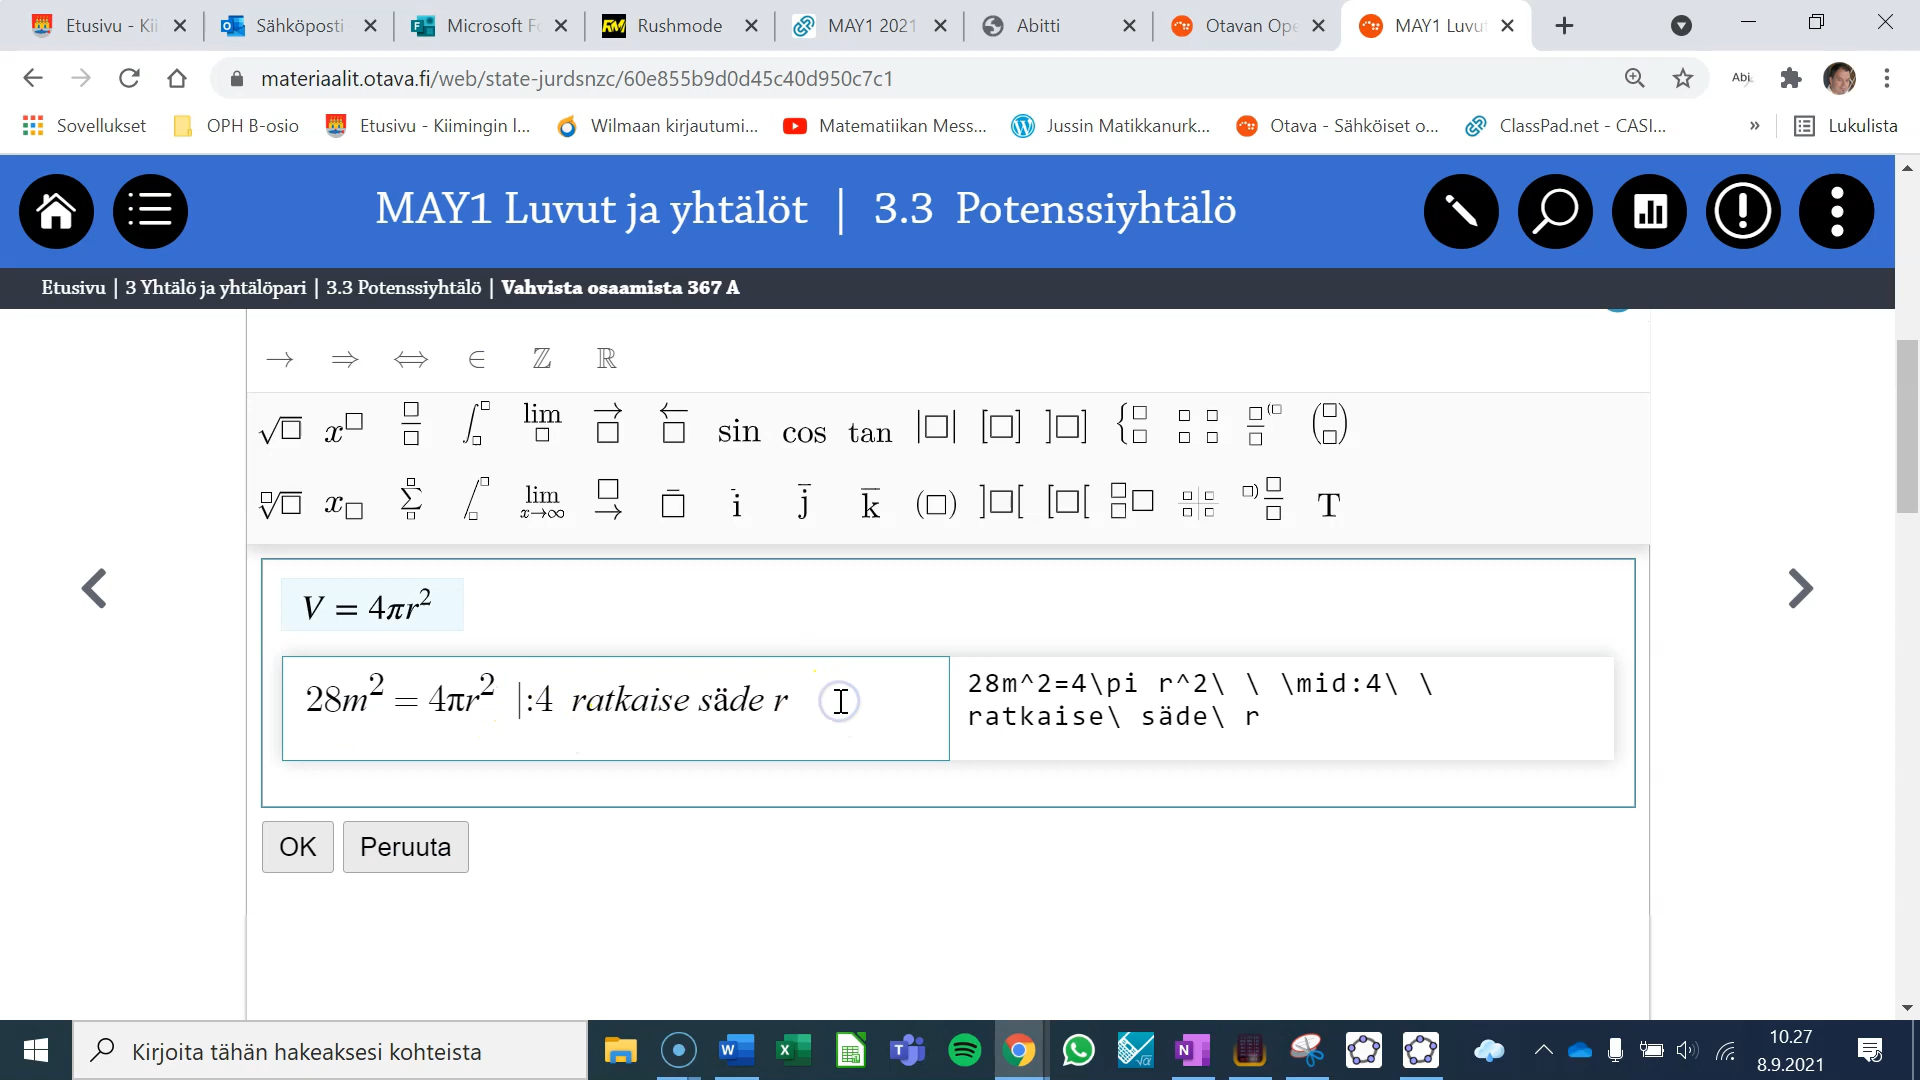 Etusivu - Kii
Sähköposti
Microsoft Fo
Rushmode
MAY1 2021
Abitti
Otavan Ope
MAY1 Luvut
materiaalit.otava.fi/web/state-jurdsnzc/60e855b9d0d45c40d950c7c1
Abi
Sovellukset
OPH B-osio
Etusivu - Kiimingin l...
Wilmaan kirjautumi...
Matematiikan Mess...
Jussin Matikkanurk...
Otava - Sähköiset o...
ClassPad.net - CASI...
»
Lukulista
MAY1 Luvut ja yhtälöt | 3.3 Potenssiyhtälö
Etusivu | 3 Yhtälö ja yhtälöpari | 3.3 Potenssiyhtälö | Vahvista osaamista 367 A
→ ⇒ ⇔ ∈ ℤ ℝ
√□ x^□ □/□ ∫ lim □ → □ ← □ sin cos tan |□| [□] ]□]
ⁿ√□ x_□ Σ lim x→∞ □ → □ i j k (□) ]□[ [□[ T
V = 4πr²
28m² = 4πr² |:4 ratkaise säde r
28m^2=4\pi r^2\ \ \mid:4\ \
ratkaise\ säde\ r
OK
Peruuta
Kirjoita tähän hakeaksesi kohteista
10.27
8.9.2021